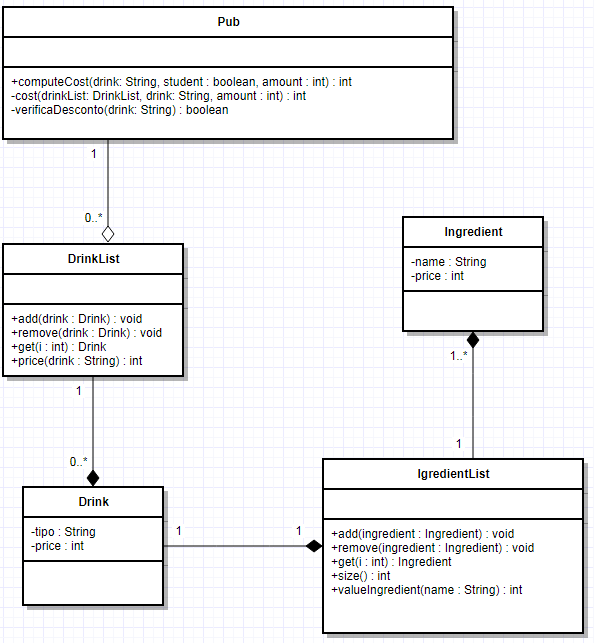 Pub
+computeCost(drink: String, student : boolean, amount : int) : int
-cost(drinkList: DrinkList, drink: String, amount : int) : int
-verificaDesconto(drink: String) : boolean
1
0..*
DrinkList
+add(drink : Drink) : void
+remove(drink : Drink) : void
+get(i : int) : Drink
+price(drink : String) : int
Ingredient
-name : String
-price : int
1..*
1
1
0..*
Drink
-tipo : String
-price : int
1
1
IgredientList
+add(ingredient : Ingredient) : void
+remove(ingredient : Ingredient) : void
+get(i : int) : Ingredient
+size() : int
+valueIngredient(name : String) : int